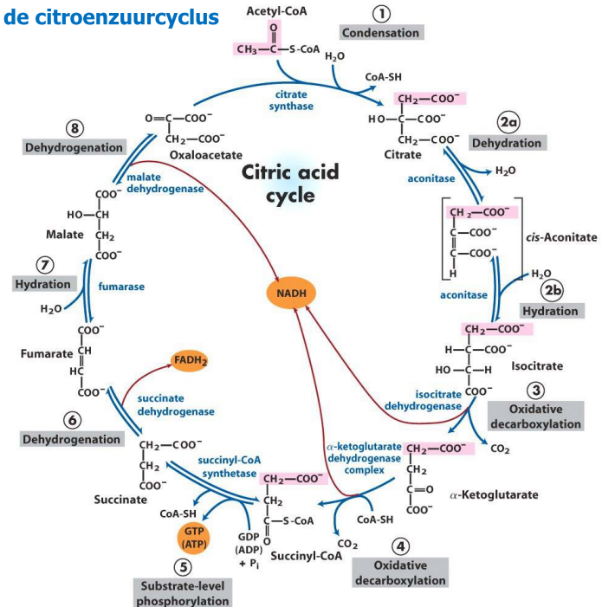 de citroenzuurcyclus
Acetyl-CoA
O
CH3—C—S-CoA
H2O
CoA-SH
1
Condensation
citrate
synthase
CH2—COO−
HO—C—COO−
CH2—COO−
Citrate
2a
Dehydration
H2O
aconitase
CH2—COO−
C—COO−
C—COO−
H
cis-Aconitate
aconitase
H2O
2b
Hydration
CH2—COO−
H—C—COO−
HO—C—H
COO−
Isocitrate
isocitrate
dehydrogenase
3
Oxidative
decarboxylation
CO2
CH2—COO−
CH2
C=O
COO−
α-Ketoglutarate
α-ketoglutarate
dehydrogenase
complex
CoA-SH
CO2
4
Oxidative
decarboxylation
CH2—COO−
CH2
C—S-CoA
O
Succinyl-CoA
succinyl-CoA
synthetase
GDP
(ADP)
+ Pi
CoA-SH
GTP
(ATP)
5
Substrate-level
phosphorylation
CH2—COO−
CH2
COO−
Succinate
succinate
dehydrogenase
FADH2
6
Dehydrogenation
COO−
CH
HC
COO−
Fumarate
fumarase
H2O
7
Hydration
COO−
HO—CH
CH2
COO−
Malate
malate
dehydrogenase
8
Dehydrogenation
O=C—COO−
CH2—COO−
Oxaloacetate
Citric acid
cycle
NADH